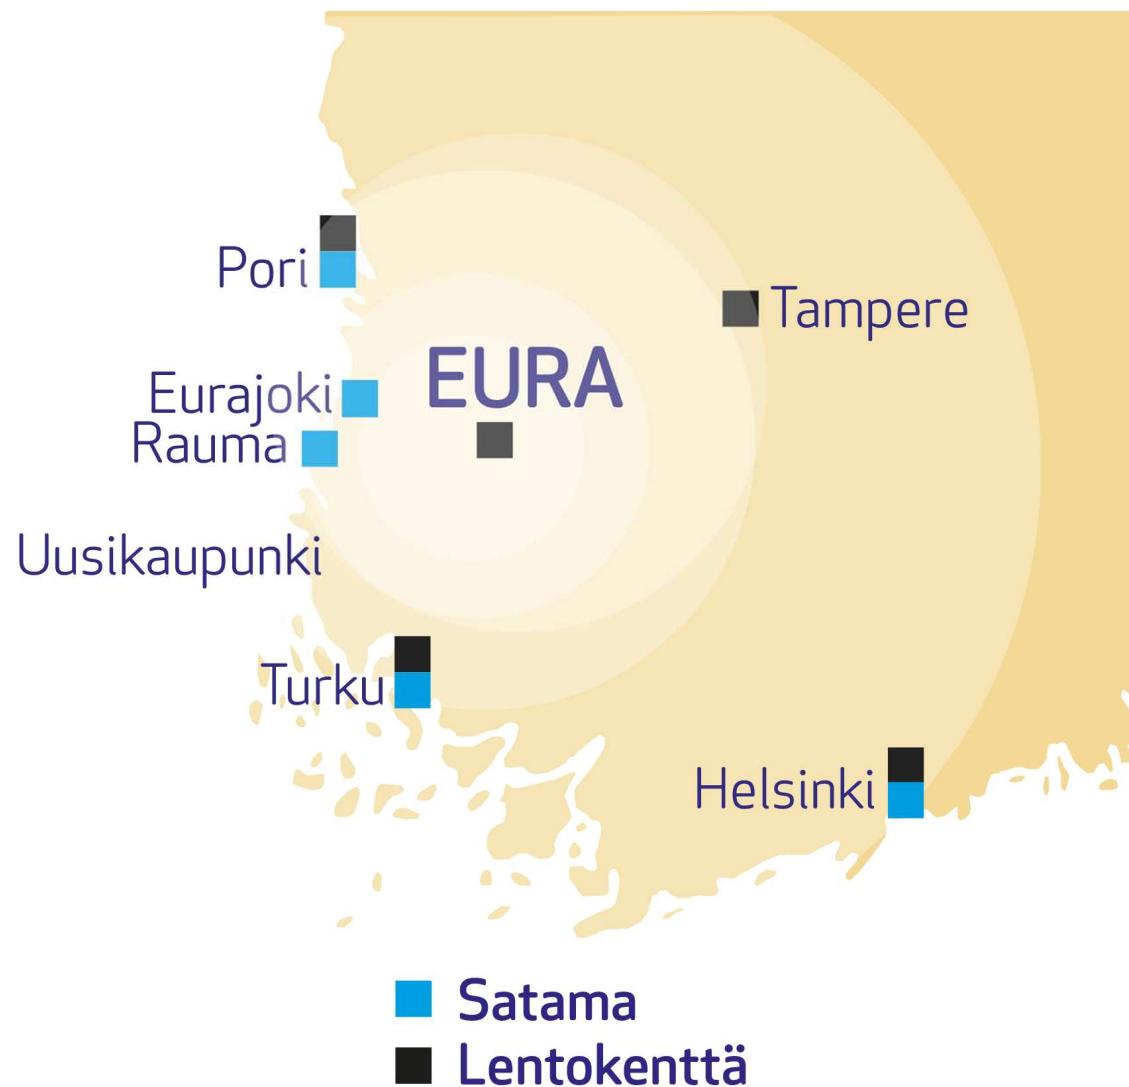 Pori
Tampere
EURA
Eurajoki
Rauma
Uusikaupunki
Turku
Helsinki
Satama
Lentokenttä